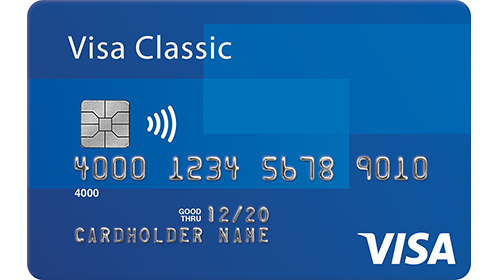 Visa Classic
4000 1234 5678 9010
4000
GOOD THRU 12/20
CARDHOLDER NAME
VISA